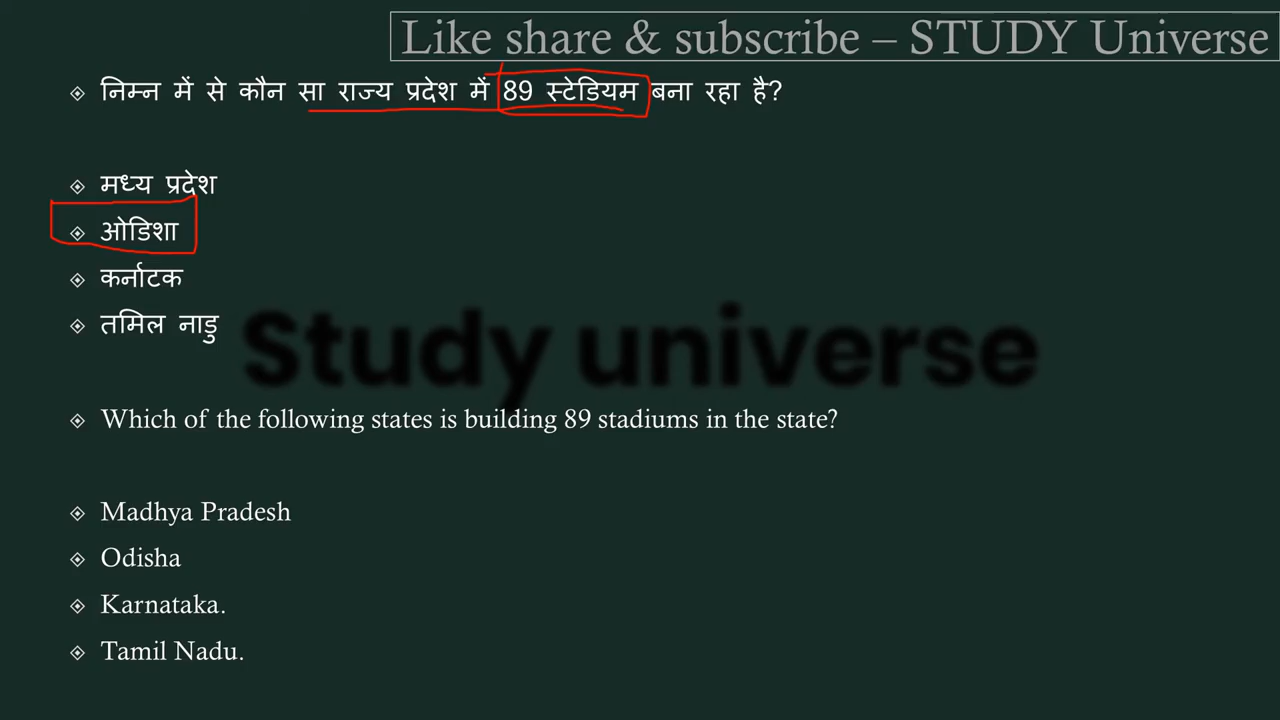 Like share & subscribe – STUDY Universe
निम्न में से कौन सा राज्य प्रदेश में 89 स्टेडियम बना रहा है?
मध्य प्रदेश
ओडिशा
कर्नाटक
तमिल नाडु
Study universe
Which of the following states is building 89 stadiums in the state?
Madhya Pradesh
Odisha
Karnataka.
Tamil Nadu.